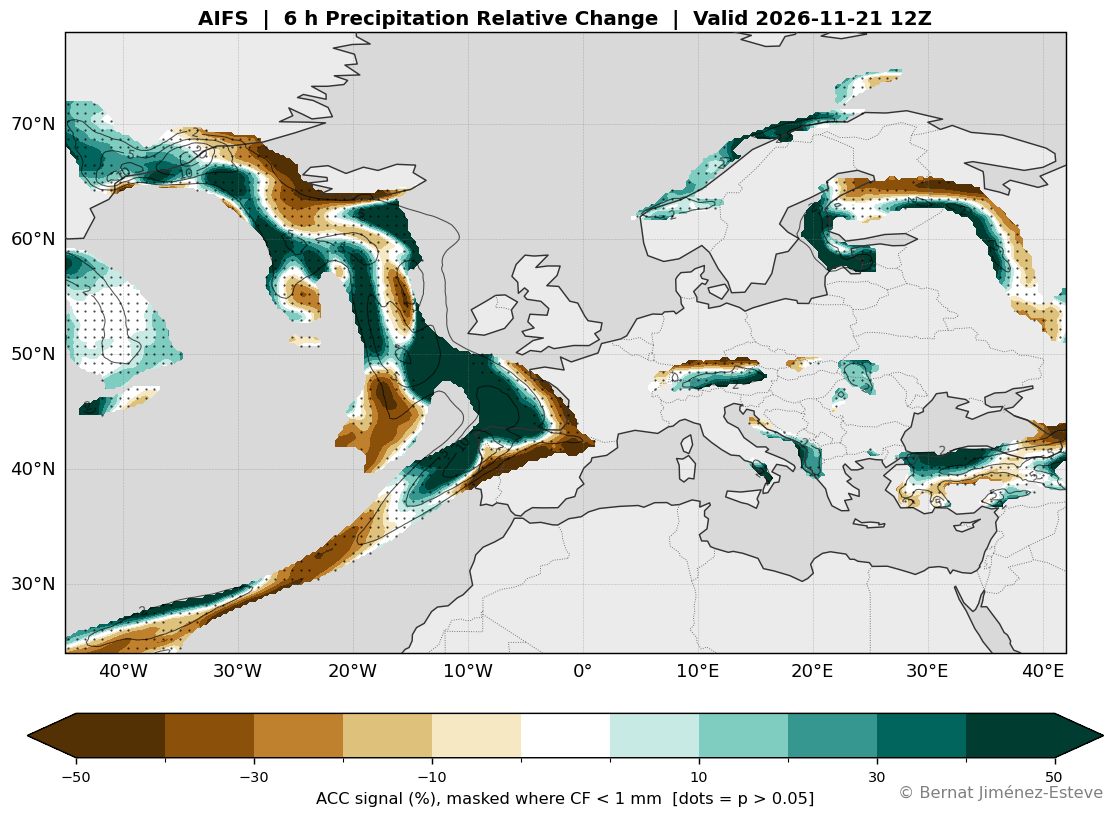 AIFS | 6 h Precipitation Relative Change | Valid 2026-11-21 12Z
70°N
60°N
50°N
40°N
30°N
40°W
30°W
20°W
10°W
0°
10°E
20°E
30°E
40°E
−50
−30
−10
10
30
50
ACC signal (%), masked where CF < 1 mm [dots = p > 0.05]
© Bernat Jiménez-Esteve